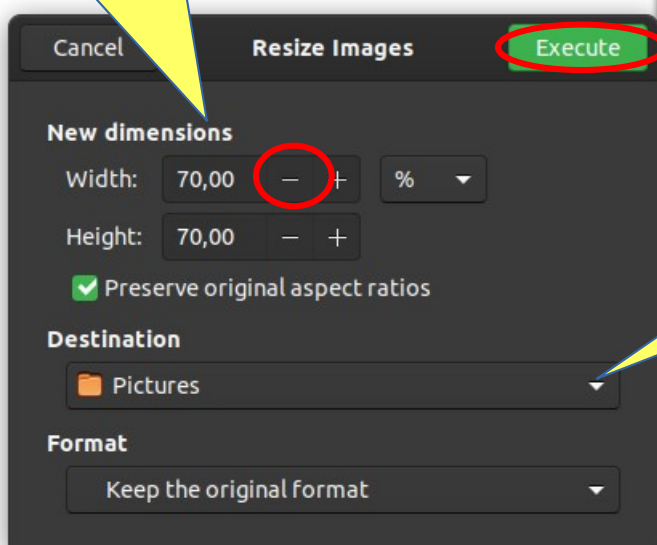 Cancel Resize Images Execute
New dimensions
Width: 70,00 − + %
Height: 70,00 − +
Preserve original aspect ratios
Destination
Pictures
Format
Keep the original format